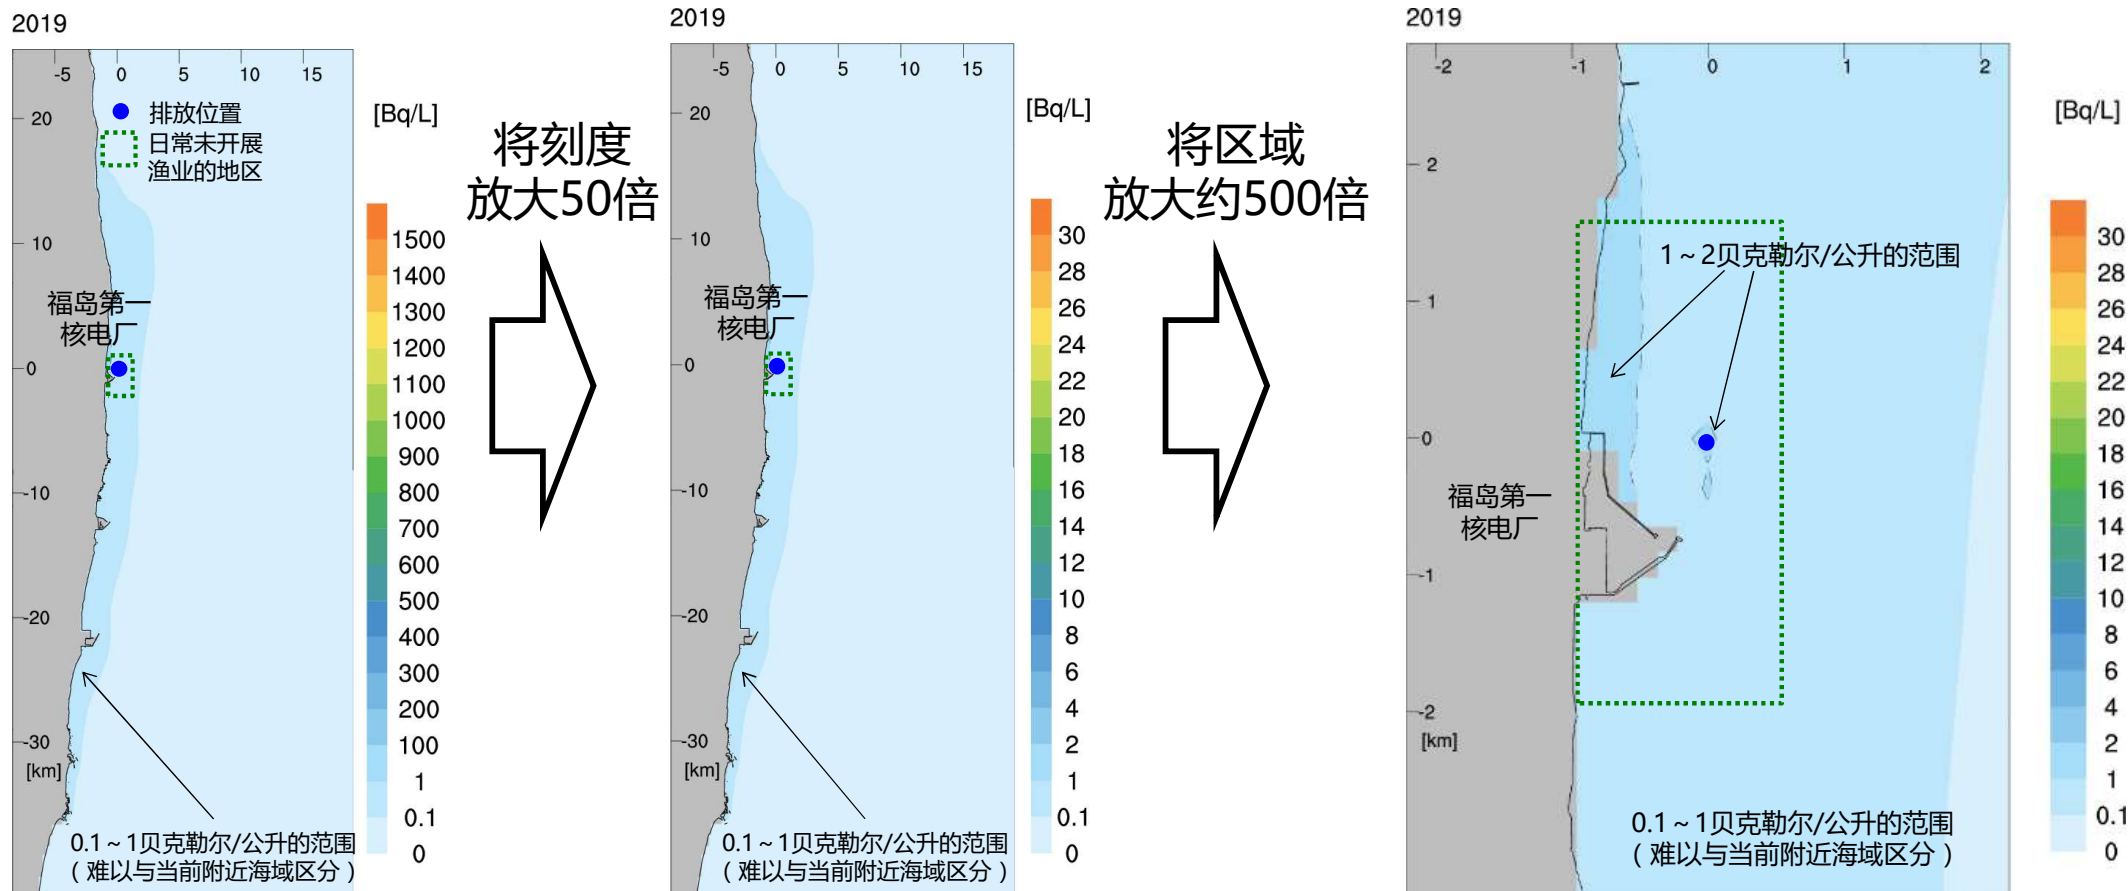 2019
-5 0 5 10 15
20
10
0
-10
-20
-30
[km]
排放位置
日常未开展
渔业的地区
福岛第一
核电厂
0.1～1贝克勒尔/公升的范围
（难以与当前附近海域区分）
[Bq/L]
1500
1400
1300
1200
1100
1000
900
800
700
600
500
400
300
200
100
1
0.1
0
将刻度
放大50倍
2019
-5 0 5 10 15
20
10
0
-10
-20
-30
[km]
福岛第一
核电厂
0.1～1贝克勒尔/公升的范围
（难以与当前附近海域区分）
[Bq/L]
30
28
26
24
22
20
18
16
14
12
10
8
6
4
2
1
0.1
0
将区域
放大约500倍
2019
-2 -1 0 1 2
2
1
0
-1
-2
[km]
1～2贝克勒尔/公升的范围
福岛第一
核电厂
0.1～1贝克勒尔/公升的范围
（难以与当前附近海域区分）
[Bq/L]
30
28
26
24
22
20
18
16
14
12
10
8
6
4
2
1
0.1
0